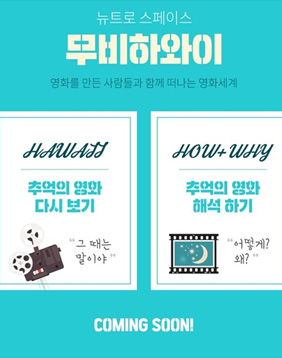 뉴트로 스페이스
무비하와이
영화를 만든 사람들과 함께 떠나는 영화세계
HAWAII
추억의 영화
다시 보기
"그 때는
말이야"
HOW+WHY
추억의 영화
해석 하기
"어떻게?
왜?"
COMING SOON!